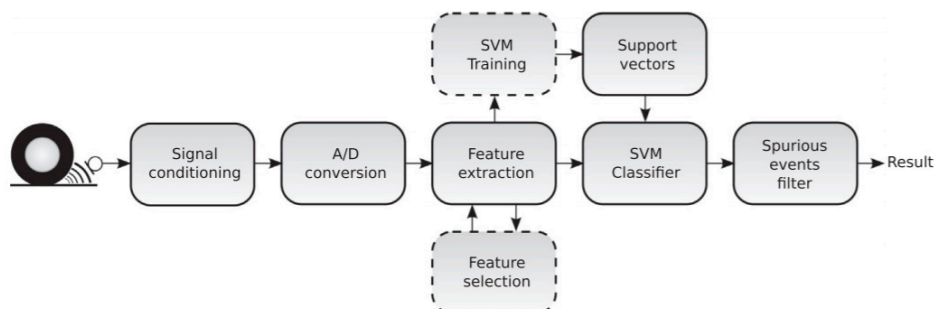 SVM
Training
Support
vectors
Signal
conditioning
A/D
conversion
Feature
extraction
SVM
Classifier
Spurious
events
filter
Result
Feature
selection